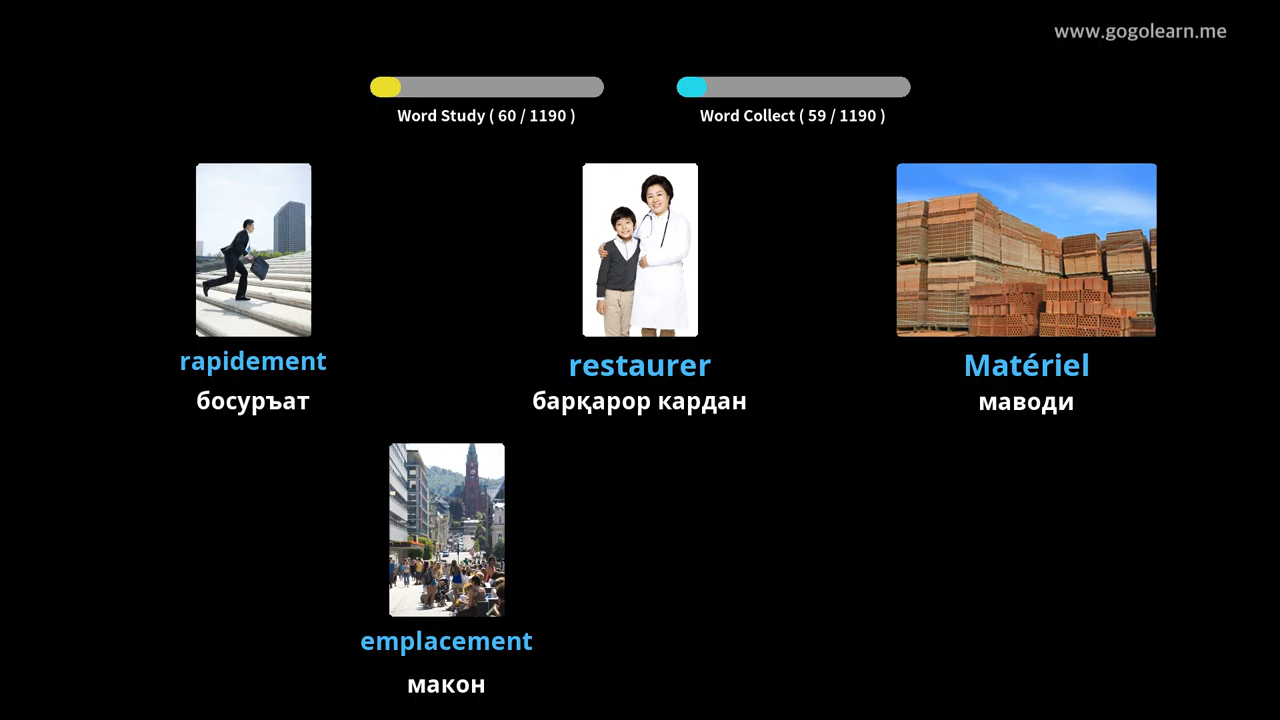 www.gogolearn.me
Word Study ( 60 / 1190 )
Word Collect ( 59 / 1190 )
rapidement
босуръат
restaurer
барқарор кардан
Matériel
маводи
emplacement
макон